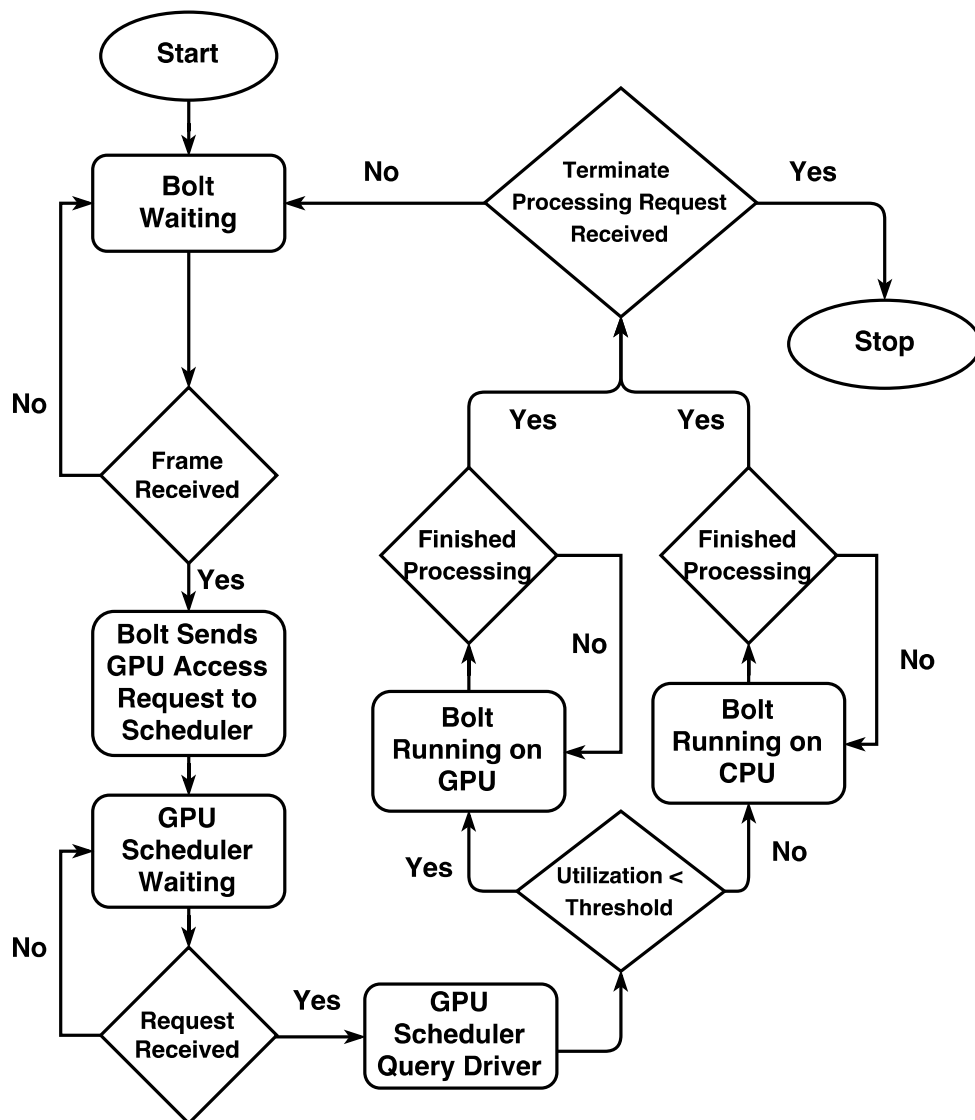 Start
Bolt
Waiting
No
Terminate
Processing Request
Received
Yes
Stop
No
Frame
Received
Yes
Bolt Sends
GPU Access
Request to
Scheduler
GPU
Scheduler
Waiting
No
Request
Received
Yes
GPU
Scheduler
Query Driver
Utilization <
Threshold
Yes
No
Bolt
Running on
GPU
Bolt
Running on
CPU
Finished
Processing
No
Finished
Processing
No
Yes
Yes